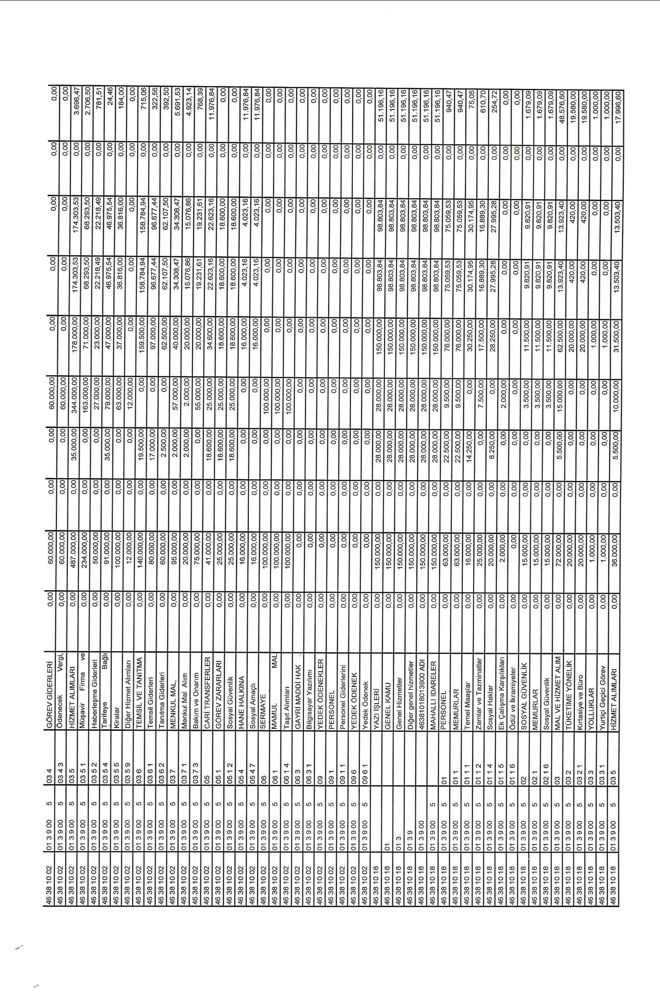 46 38 10 02 01 3 9 00 5 03 4 GÖREV GİDERLERİ 0,00 60.000,00 0,00 0,00 60.000,00 0,00 0,00 0,00 0,00 0,00
46 38 10 02 01 3 9 00 5 03 4 3 Ödenecek Vergi, 0,00 60.000,00 0,00 0,00 60.000,00 0,00 0,00 0,00 0,00 0,00
46 38 10 02 01 3 9 00 5 03 5 HİZMET ALIMLARI 0,00 487.000,00 0,00 35.000,00 344.000,00 178.000,00 174.303,53 174.303,53 0,00 3.696,47
46 38 10 02 01 3 9 00 5 03 5 1 Müşavir Firma ve 0,00 234.000,00 0,00 0,00 163.000,00 71.000,00 68.293,50 68.293,50 0,00 2.706,50
46 38 10 02 01 3 9 00 5 03 5 2 Haberleşme Giderleri 0,00 50.000,00 0,00 0,00 27.000,00 23.000,00 22.218,49 22.218,49 0,00 781,51
46 38 10 02 01 3 9 00 5 03 5 4 Tarifeye Bağlı 0,00 91.000,00 0,00 35.000,00 79.000,00 47.000,00 46.975,54 46.975,54 0,00 24,46
46 38 10 02 01 3 9 00 5 03 5 5 Kiralar 0,00 100.000,00 0,00 0,00 63.000,00 37.000,00 36.816,00 36.816,00 0,00 184,00
46 38 10 02 01 3 9 00 5 03 5 9 Diğer Hizmet Alımları 0,00 12.000,00 0,00 0,00 12.000,00 0,00 0,00 0,00 0,00 0,00
46 38 10 02 01 3 9 00 5 03 6 TEMSİL VE TANITMA 0,00 140.000,00 0,00 19.500,00 0,00 159.500,00 158.784,94 158.784,94 0,00 715,06
46 38 10 02 01 3 9 00 5 03 6 1 Temsil Giderleri 0,00 80.000,00 0,00 17.000,00 0,00 97.000,00 96.677,44 96.677,44 0,00 322,56
46 38 10 02 01 3 9 00 5 03 6 2 Tanıtma Giderleri 0,00 60.000,00 0,00 2.500,00 0,00 62.500,00 62.107,50 62.107,50 0,00 392,50
46 38 10 02 01 3 9 00 5 03 7 MENKUL MAL, 0,00 95.000,00 0,00 2.000,00 57.000,00 40.000,00 34.308,47 34.308,47 0,00 5.691,53
46 38 10 02 01 3 9 00 5 03 7 1 Menkul Mal Alım 0,00 20.000,00 0,00 2.000,00 2.000,00 20.000,00 15.076,86 15.076,86 0,00 4.923,14
46 38 10 02 01 3 9 00 5 03 7 3 Bakım ve Onarım 0,00 75.000,00 0,00 0,00 55.000,00 20.000,00 19.231,61 19.231,61 0,00 768,39
46 38 10 02 01 3 9 00 5 05 CARİ TRANSFERLER 0,00 41.000,00 0,00 18.600,00 25.000,00 34.600,00 22.623,16 22.623,16 0,00 11.976,84
46 38 10 02 01 3 9 00 5 05 1 GÖREV ZARARLARI 0,00 25.000,00 0,00 18.600,00 25.000,00 18.600,00 18.600,00 18.600,00 0,00 0,00
46 38 10 02 01 3 9 00 5 05 1 2 Sosyal Güvenlik 0,00 25.000,00 0,00 18.600,00 25.000,00 18.600,00 18.600,00 18.600,00 0,00 0,00
46 38 10 02 01 3 9 00 5 05 4 HANE HALKINA 0,00 16.000,00 0,00 0,00 0,00 16.000,00 4.023,16 4.023,16 0,00 11.976,84
46 38 10 02 01 3 9 00 5 05 4 7 Sosyal Amaçlı 0,00 16.000,00 0,00 0,00 0,00 16.000,00 4.023,16 4.023,16 0,00 11.976,84
46 38 10 02 01 3 9 00 5 06 SERMAYE 0,00 100.000,00 0,00 0,00 100.000,00 0,00 0,00 0,00 0,00 0,00
46 38 10 02 01 3 9 00 5 06 1 MAMUL MAL 0,00 100.000,00 0,00 0,00 100.000,00 0,00 0,00 0,00 0,00 0,00
46 38 10 02 01 3 9 00 5 06 1 4 Taşıt Alımları 0,00 100.000,00 0,00 0,00 100.000,00 0,00 0,00 0,00 0,00 0,00
46 38 10 02 01 3 9 00 5 06 3 GAYRİ MADDİ HAK 0,00 0,00 0,00 0,00 0,00 0,00 0,00 0,00 0,00 0,00
46 38 10 02 01 3 9 00 5 06 3 1 Bilgisayar Yazılımı 0,00 0,00 0,00 0,00 0,00 0,00 0,00 0,00 0,00 0,00
46 38 10 02 01 3 9 00 5 09 YEDEK ÖDENEKLER 0,00 0,00 0,00 0,00 0,00 0,00 0,00 0,00 0,00 0,00
46 38 10 02 01 3 9 00 5 09 1 PERSONEL 0,00 0,00 0,00 0,00 0,00 0,00 0,00 0,00 0,00 0,00
46 38 10 02 01 3 9 00 5 09 1 1 Personel Giderlerini 0,00 0,00 0,00 0,00 0,00 0,00 0,00 0,00 0,00 0,00
46 38 10 02 01 3 9 00 5 09 6 YEDEK ÖDENEK 0,00 0,00 0,00 0,00 0,00 0,00 0,00 0,00 0,00 0,00
46 38 10 02 01 3 9 00 5 09 6 1 Yedek Ödenek 0,00 0,00 0,00 0,00 0,00 0,00 0,00 0,00 0,00 0,00
46 38 10 18 YAZI İŞLERİ 0,00 150.000,00 0,00 28.000,00 28.000,00 150.000,00 98.803,84 98.803,84 0,00 51.196,16
46 38 10 18 01 GENEL KAMU 0,00 150.000,00 0,00 28.000,00 28.000,00 150.000,00 98.803,84 98.803,84 0,00 51.196,16
46 38 10 18 01 3 Genel Hizmetler 0,00 150.000,00 0,00 28.000,00 28.000,00 150.000,00 98.803,84 98.803,84 0,00 51.196,16
46 38 10 18 01 3 9 Diğer genel hizmetler 0,00 150.000,00 0,00 28.000,00 28.000,00 150.000,00 98.803,84 98.803,84 0,00 51.196,16
46 38 10 18 01 3 9 00 46381018013900 ADI 0,00 150.000,00 0,00 28.000,00 28.000,00 150.000,00 98.803,84 98.803,84 0,00 51.196,16
46 38 10 18 01 3 9 00 5 MAHALLI IDARELER 0,00 150.000,00 0,00 28.000,00 28.000,00 150.000,00 98.803,84 98.803,84 0,00 51.196,16
46 38 10 18 01 3 9 00 5 01 PERSONEL 0,00 63.000,00 0,00 22.500,00 9.500,00 76.000,00 75.059,53 75.059,53 0,00 940,47
46 38 10 18 01 3 9 00 5 01 1 MEMURLAR 0,00 63.000,00 0,00 22.500,00 9.500,00 76.000,00 75.059,53 75.059,53 0,00 940,47
46 38 10 18 01 3 9 00 5 01 1 1 Temel Maaşlar 0,00 16.000,00 0,00 14.250,00 0,00 30.250,00 30.174,95 30.174,95 0,00 75,05
46 38 10 18 01 3 9 00 5 01 1 2 Zamlar ve Tazminatlar 0,00 25.000,00 0,00 0,00 7.500,00 17.500,00 16.889,30 16.889,30 0,00 610,70
46 38 10 18 01 3 9 00 5 01 1 4 Sosyal Haklar 0,00 20.000,00 0,00 8.250,00 0,00 28.250,00 27.995,28 27.995,28 0,00 254,72
46 38 10 18 01 3 9 00 5 01 1 5 Ek Çalışma Karşılıkları 0,00 2.000,00 0,00 0,00 2.000,00 0,00 0,00 0,00 0,00 0,00
46 38 10 18 01 3 9 00 5 01 1 6 Ödül ve İkramiyeler 0,00 0,00 0,00 0,00 0,00 0,00 0,00 0,00 0,00 0,00
46 38 10 18 01 3 9 00 5 02 SOSYAL GÜVENLİK 0,00 15.000,00 0,00 0,00 3.500,00 11.500,00 9.820,91 9.820,91 0,00 1.679,09
46 38 10 18 01 3 9 00 5 02 1 MEMURLAR 0,00 15.000,00 0,00 0,00 3.500,00 11.500,00 9.820,91 9.820,91 0,00 1.679,09
46 38 10 18 01 3 9 00 5 02 1 6 Sosyal Güvenlik 0,00 15.000,00 0,00 0,00 3.500,00 11.500,00 9.820,91 9.820,91 0,00 1.679,09
46 38 10 18 01 3 9 00 5 03 MAL VE HİZMET ALIM 0,00 72.000,00 0,00 5.500,00 15.000,00 62.500,00 13.923,40 13.923,40 0,00 48.576,60
46 38 10 18 01 3 9 00 5 03 2 TÜKETİME YÖNELİK 0,00 20.000,00 0,00 0,00 0,00 20.000,00 420,00 420,00 0,00 19.580,00
46 38 10 18 01 3 9 00 5 03 2 1 Kırtasiye ve Büro 0,00 20.000,00 0,00 0,00 0,00 20.000,00 420,00 420,00 0,00 19.580,00
46 38 10 18 01 3 9 00 5 03 3 YOLLUKLAR 0,00 1.000,00 0,00 0,00 0,00 1.000,00 0,00 0,00 0,00 1.000,00
46 38 10 18 01 3 9 00 5 03 3 1 Yurtiçi Geçici Görev 0,00 1.000,00 0,00 0,00 0,00 1.000,00 0,00 0,00 0,00 1.000,00
46 38 10 18 01 3 9 00 5 03 5 HİZMET ALIMLARI 0,00 36.000,00 0,00 5.500,00 10.000,00 31.500,00 13.503,40 13.503,40 0,00 17.996,60